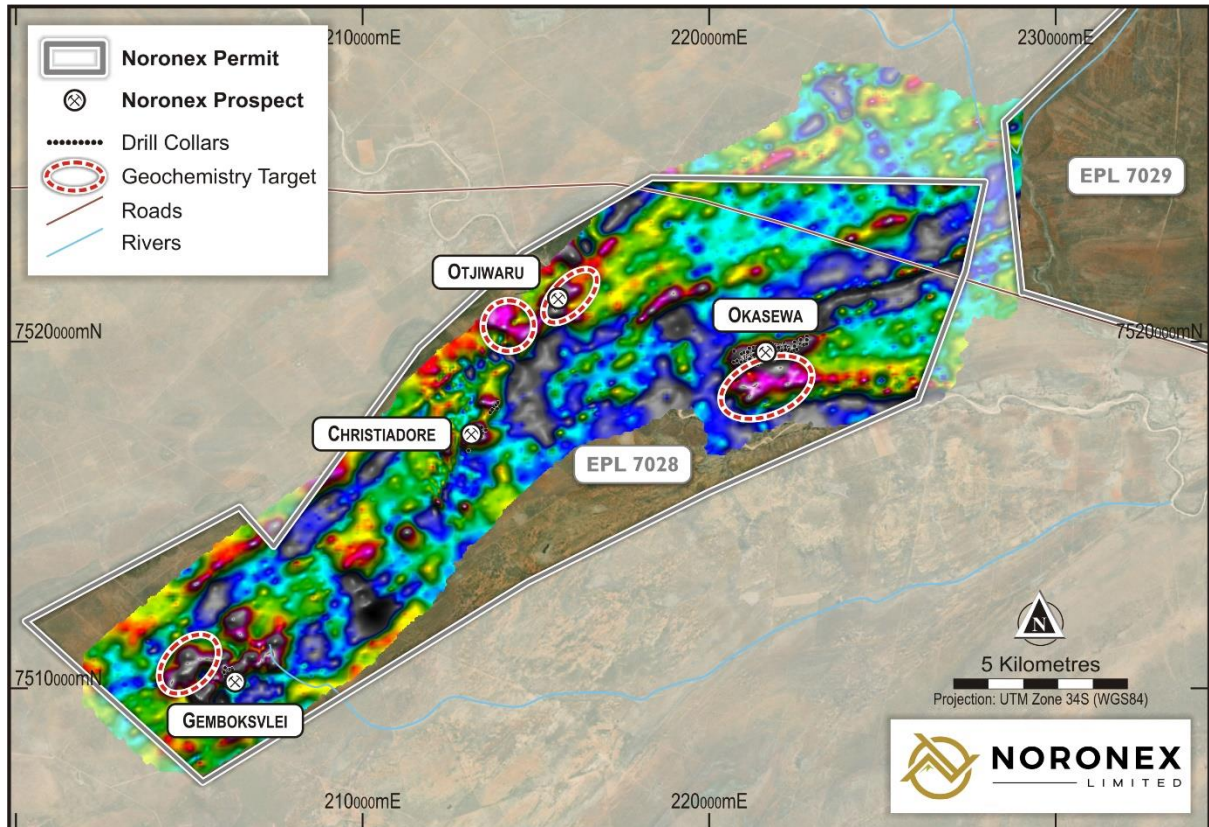 210000mE
220000mE
230000mE
Noronex Permit
Noronex Prospect
Drill Collars
Geochemistry Target
Roads
Rivers
EPL 7029
OTJIWARU
OKASEWA
7520000mN
7520000mN
CHRISTIADORE
EPL 7028
N
7510000mN
5 Kilometres
Projection: UTM Zone 34S (WGS84)
GEMBOKSVLEI
NORONEX
LIMITED
210000mE
220000mE